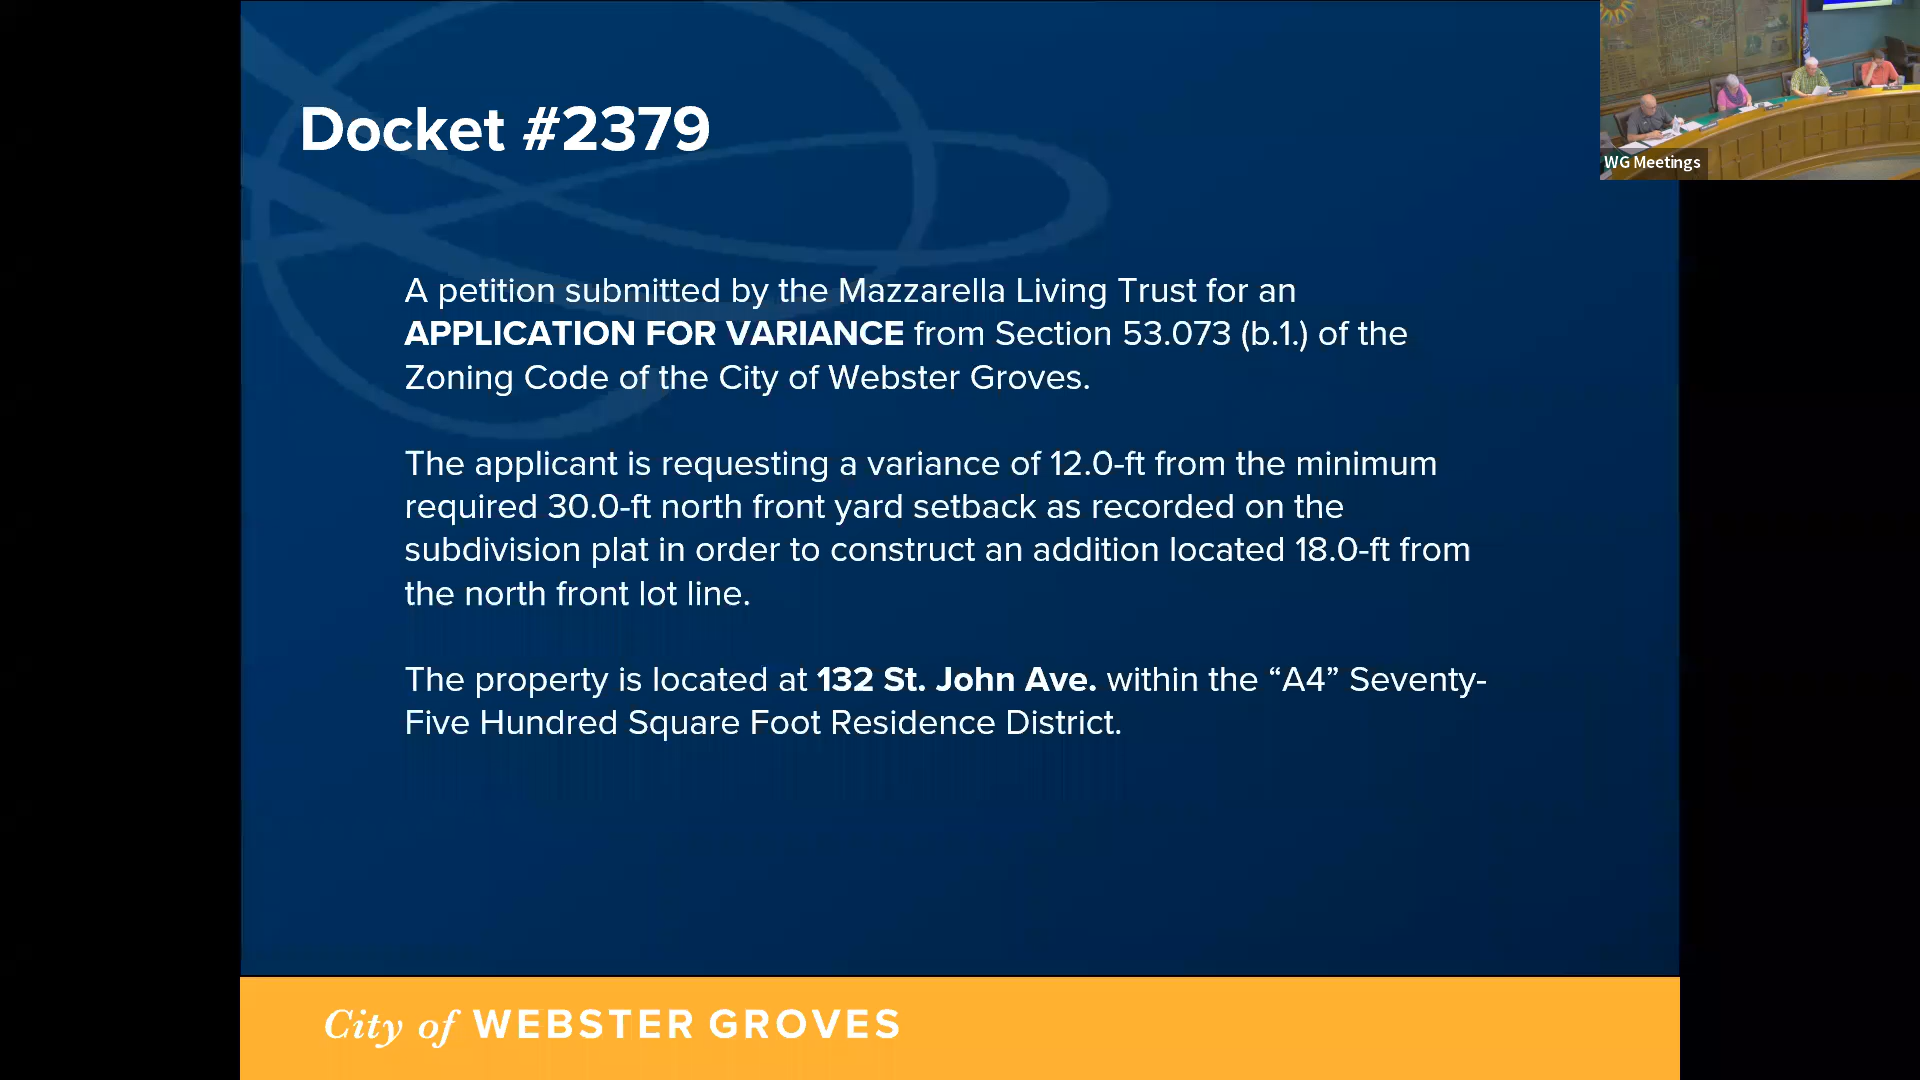 Docket #2379
WG Meetings
A petition submitted by the Mazzarella Living Trust for an
APPLICATION FOR VARIANCE from Section 53.073 (b.1.) of the
Zoning Code of the City of Webster Groves.
The applicant is requesting a variance of 12.0-ft from the minimum
required 30.0-ft north front yard setback as recorded on the
subdivision plat in order to construct an addition located 18.0-ft from
the north front lot line.
The property is located at 132 St. John Ave. within the “A4” Seventy-
Five Hundred Square Foot Residence District.
City of WEBSTER GROVES